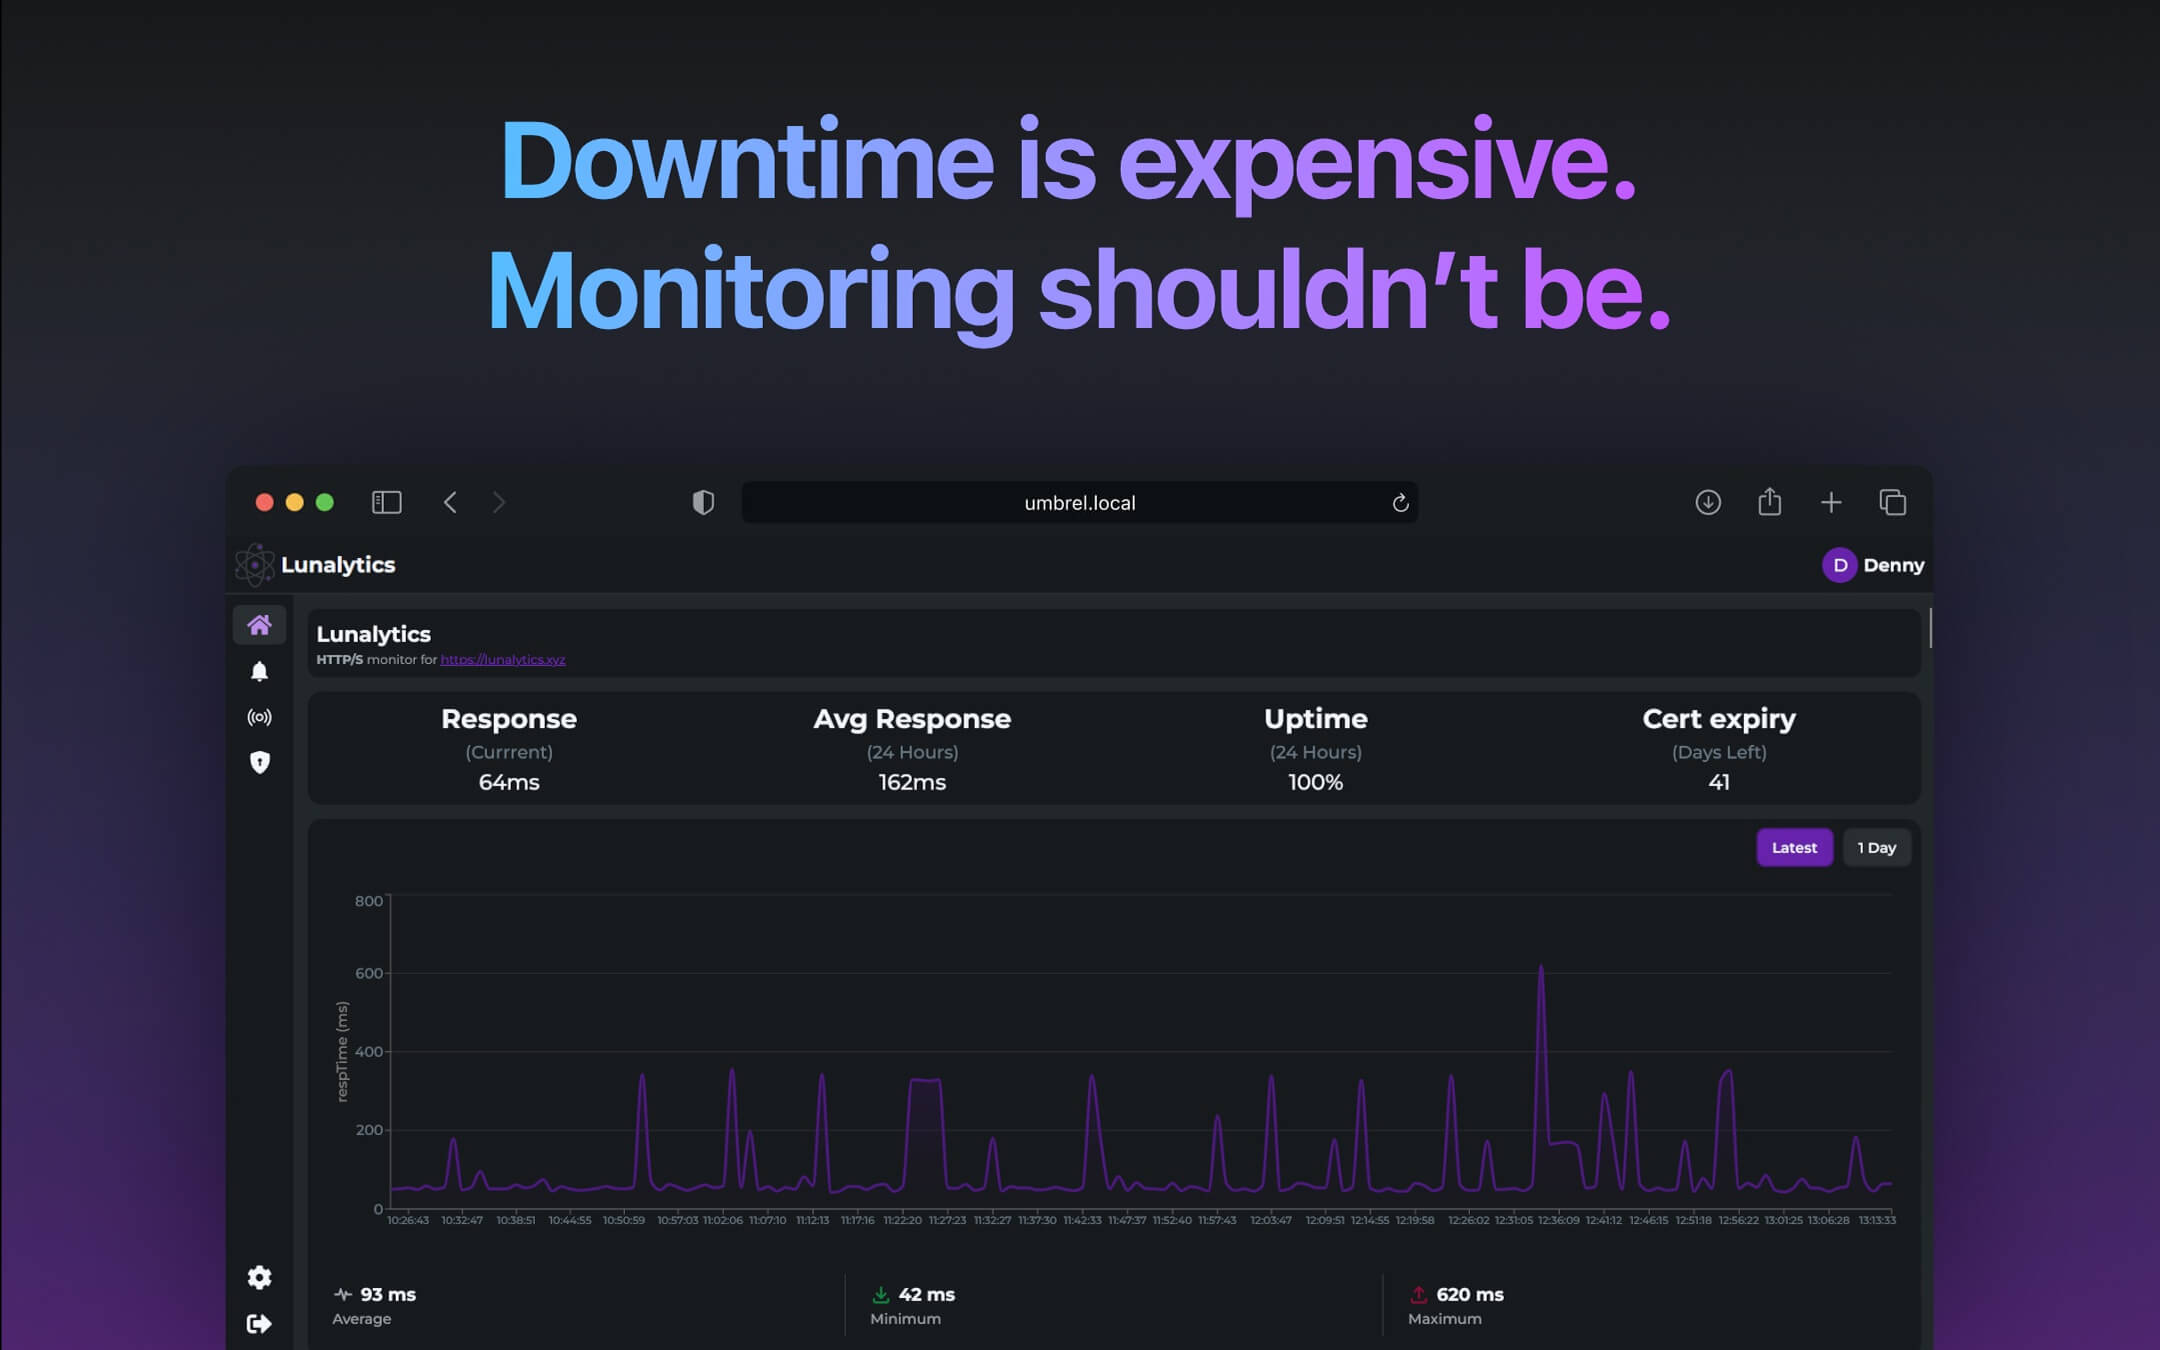 Downtime is expensive.
Monitoring shouldn’t be.
umbrel.local
Lunalytics
D Denny
Lunalytics
HTTP/S monitor for https://lunalytics.xyz
Response Avg Response Uptime Cert expiry
(Currrent) (24 Hours) (24 Hours) (Days Left)
64ms 162ms 100% 41
Latest 1 Day
800
600
400
200
0
respTime (ms)
10:26:43 10:32:47 10:38:51 10:44:55 10:50:59 10:57:03 11:02:06 11:07:10 11:12:13 11:17:16 11:22:20 11:27:23 11:32:27 11:37:30 11:42:33 11:47:37 11:52:40 11:57:43 12:03:47 12:09:51 12:14:55 12:19:58 12:26:02 12:31:05 12:36:09 12:41:12 12:46:15 12:51:18 12:56:22 13:01:25 13:06:28 13:13:33
93 ms 42 ms 620 ms
Average Minimum Maximum